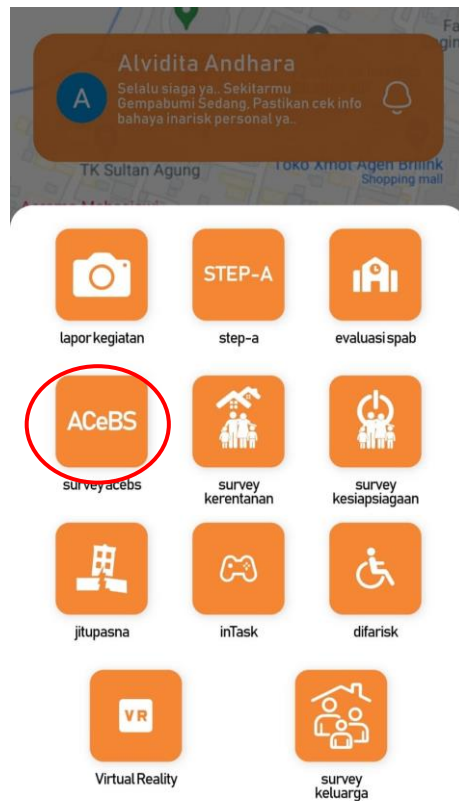 Alvidita Andhara
A
Selalu siaga ya.. Sekitarmu
Gempabumi Sedang, Pastikan cek info
bahaya inarisk personal ya..
TK Sultan Agung
Toko Xmot Agen Brilink
Shopping mall
STEP-A
lapor kegiatan
step-a
evaluasi spab
ACeBS
survey acebs
survey
kerentanan
survey
kesiapsiagaan
jitupasna
inTask
difarisk
VR
Virtual Reality
survey
keluarga